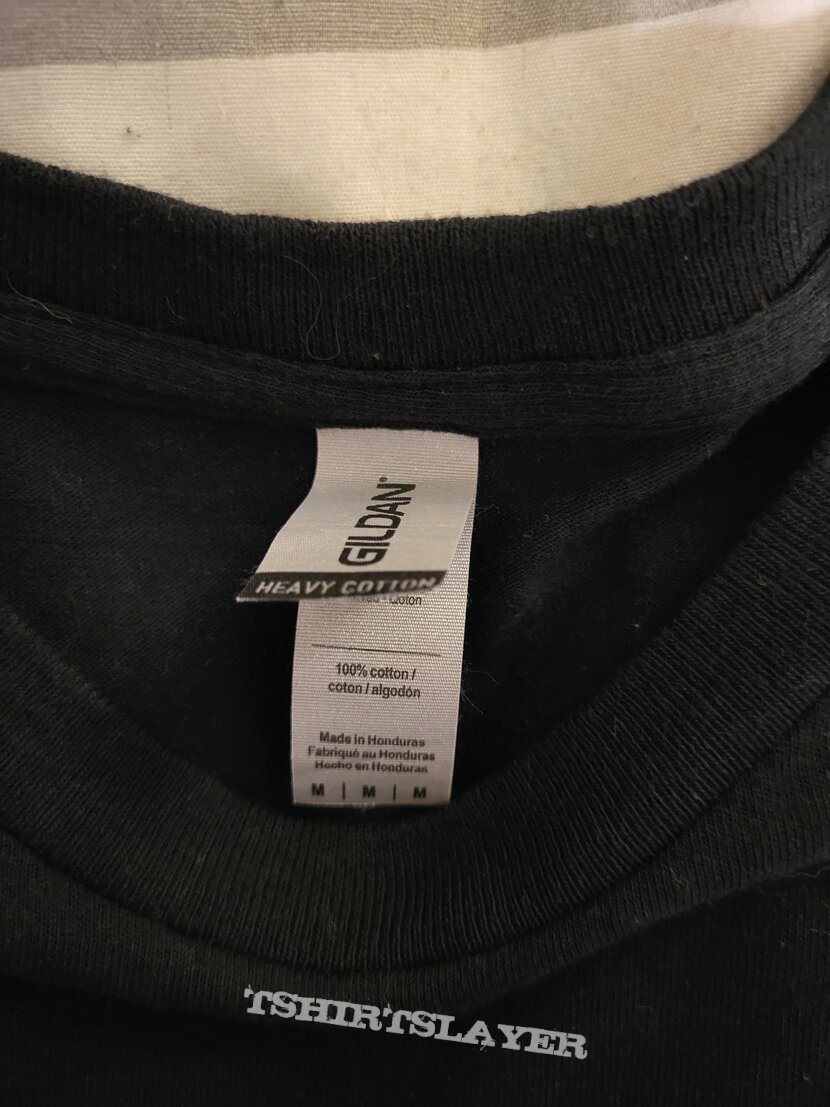 GILDAN®
HEAVY COTTON
100% cotton /
coton / algodón
Made in Honduras
Fabriqué au Honduras
Hecho en Honduras
M | M | M
TSHIRTSLAYER